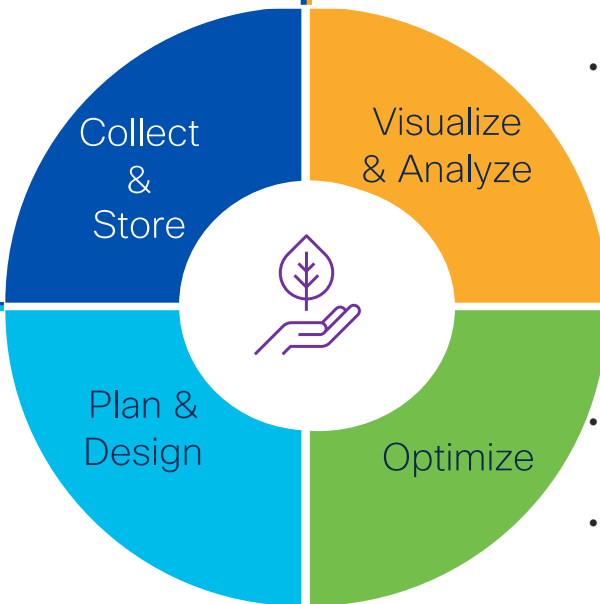 Collect
&
Store
Visualize
& Analyze
Plan &
Design
Optimize